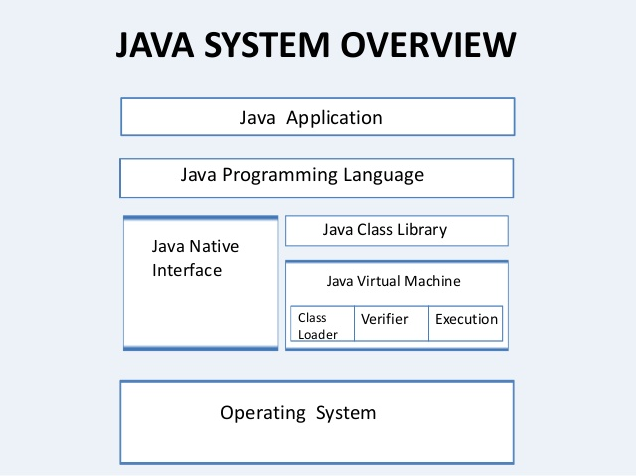 JAVA SYSTEM OVERVIEW
Java Application
Java Programming Language
Java Native
Interface
Java Class Library
Java Virtual Machine
Class
Loader
Verifier
Execution
Operating System